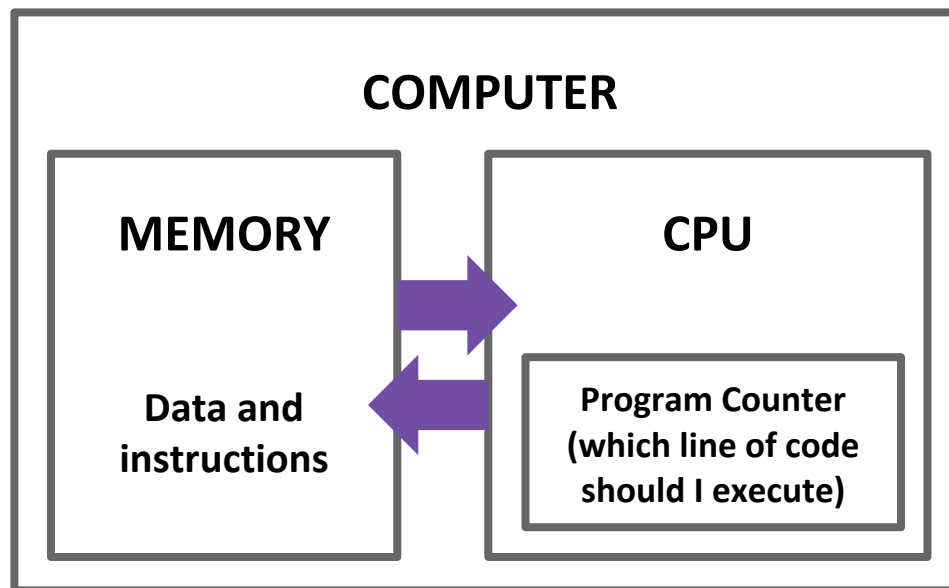 COMPUTER
MEMORY
Data and
instructions
CPU
Program Counter
(which line of code
should I execute)